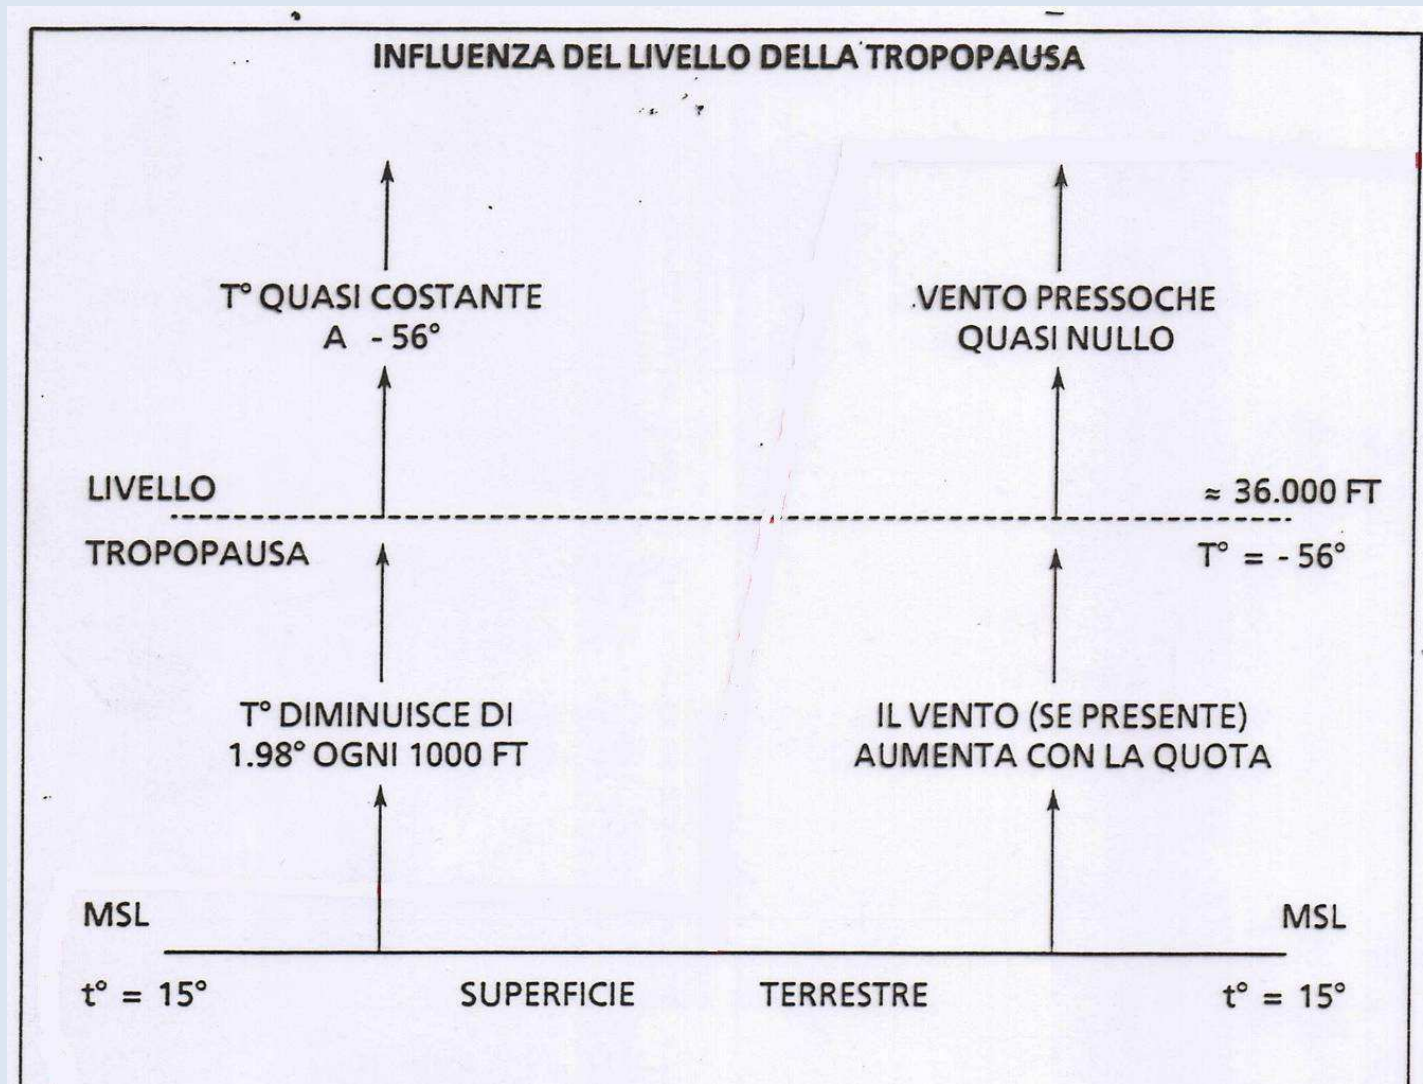 INFLUENZA DEL LIVELLO DELLA TROPOPAUSA
T° QUASI COSTANTE
A - 56°
VENTO PRESSOCHE
QUASI NULLO
LIVELLO
≈ 36.000 FT
TROPOPAUSA
T° = - 56°
T° DIMINUISCE DI
1.98° OGNI 1000 FT
IL VENTO (SE PRESENTE)
AUMENTA CON LA QUOTA
MSL
MSL
t° = 15°
SUPERFICIE TERRESTRE
t° = 15°